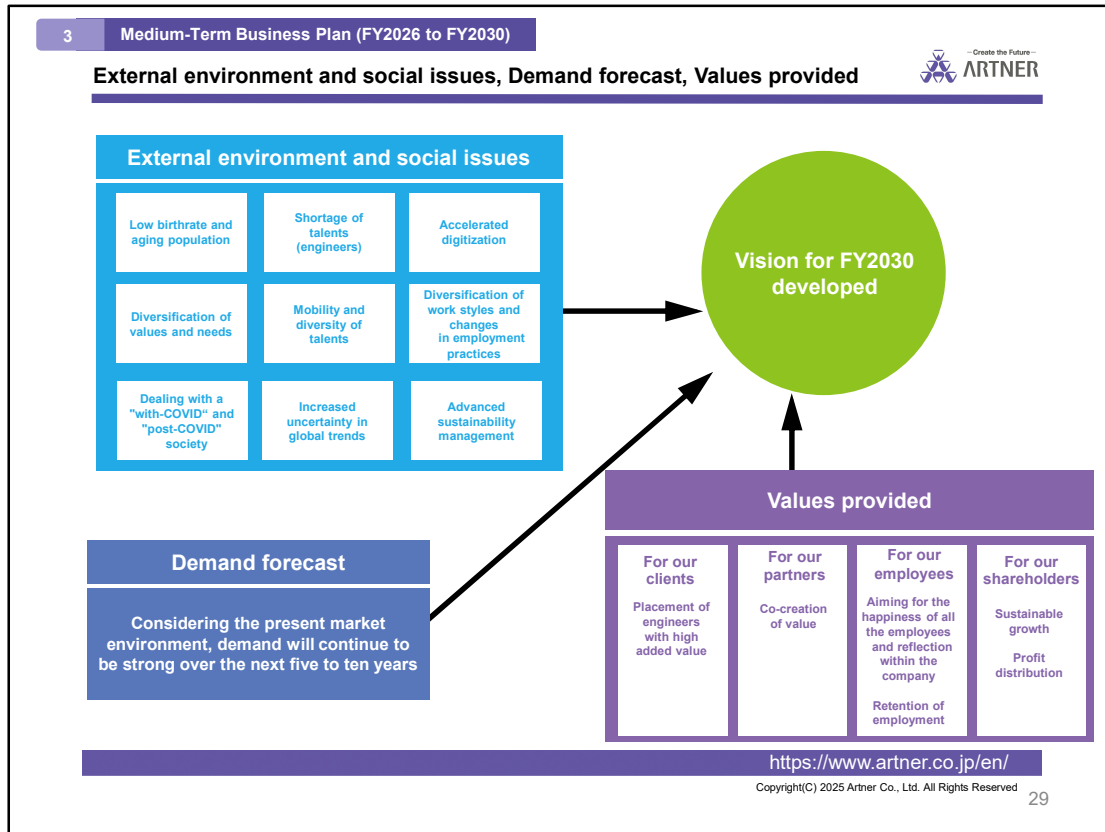 3
Medium-Term Business Plan (FY2026 to FY2030)
External environment and social issues, Demand forecast, Values provided
—Create the Future—
ARTNER
External environment and social issues
Low birthrate and
aging population
Shortage of
talents
(engineers)
Accelerated
digitization
Diversification of
values and needs
Mobility and
diversity of
talents
Diversification of
work styles and
changes
in employment
practices
Dealing with a
"with-COVID“ and
"post-COVID"
society
Increased
uncertainty in
global trends
Advanced
sustainability
management
Vision for FY2030
developed
Demand forecast
Considering the present market
environment, demand will continue to
be strong over the next five to ten years
Values provided
For our
clients
Placement of
engineers
with high
added value
For our
partners
Co-creation
of value
For our
employees
Aiming for the
happiness of all
the employees
and reflection
within the
company
Retention of
employment
For our
shareholders
Sustainable
growth
Profit
distribution
https://www.artner.co.jp/en/
Copyright(C) 2025 Artner Co., Ltd. All Rights Reserved
29